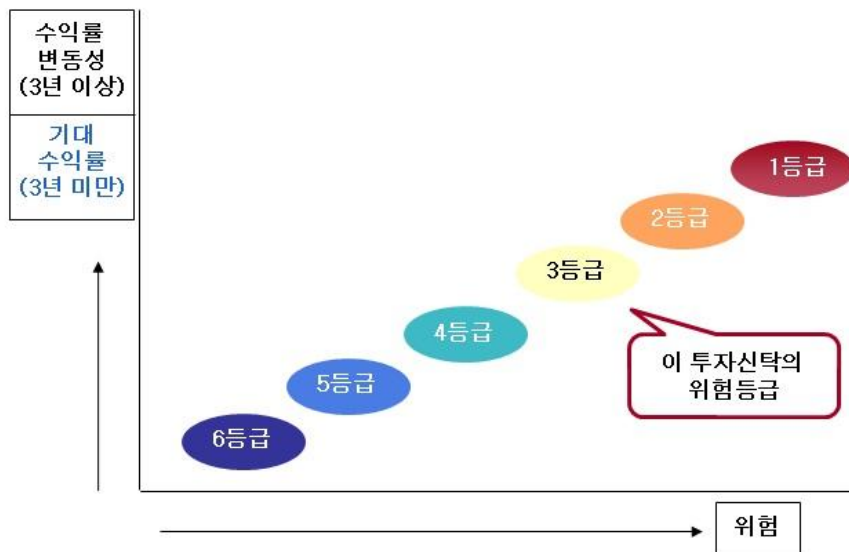 수익률
변동성
(3년 이상)
기대
수익률
(3년 미만)
1등급
2등급
3등급
4등급
이 투자신탁의
위험등급
5등급
6등급
위험